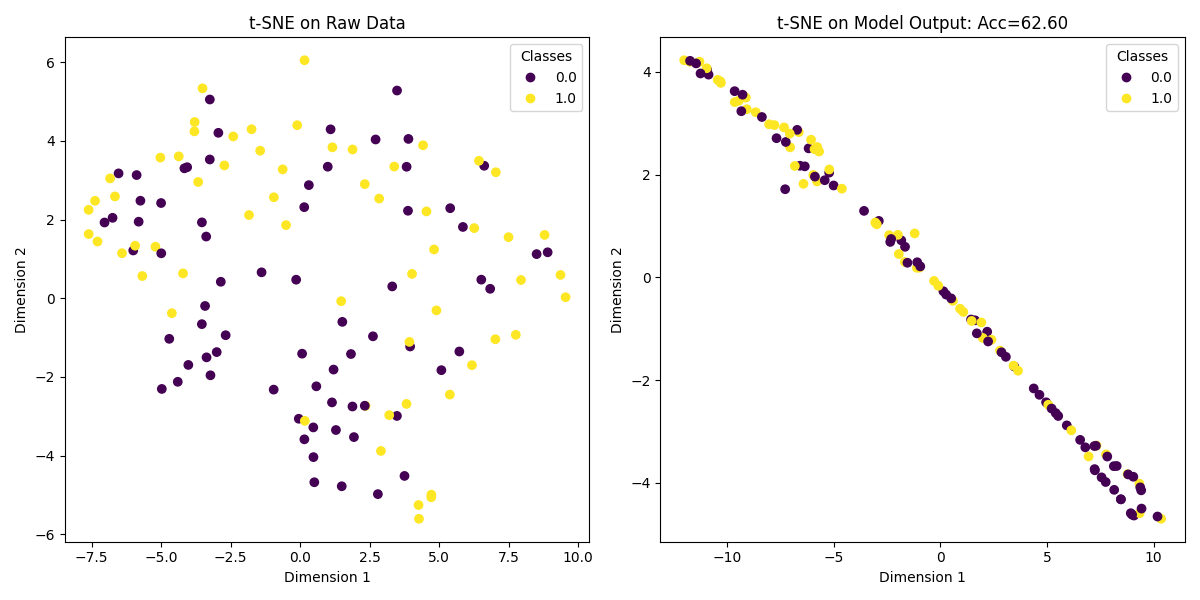 t-SNE on Raw Data
Classes
0.0
1.0
6
4
2
0
−2
−4
−6
Dimension 2
−7.5 −5.0 −2.5 0.0 2.5 5.0 7.5 10.0
Dimension 1
t-SNE on Model Output: Acc=62.60
Classes
0.0
1.0
4
2
0
−2
−4
Dimension 2
−10 −5 0 5 10
Dimension 1